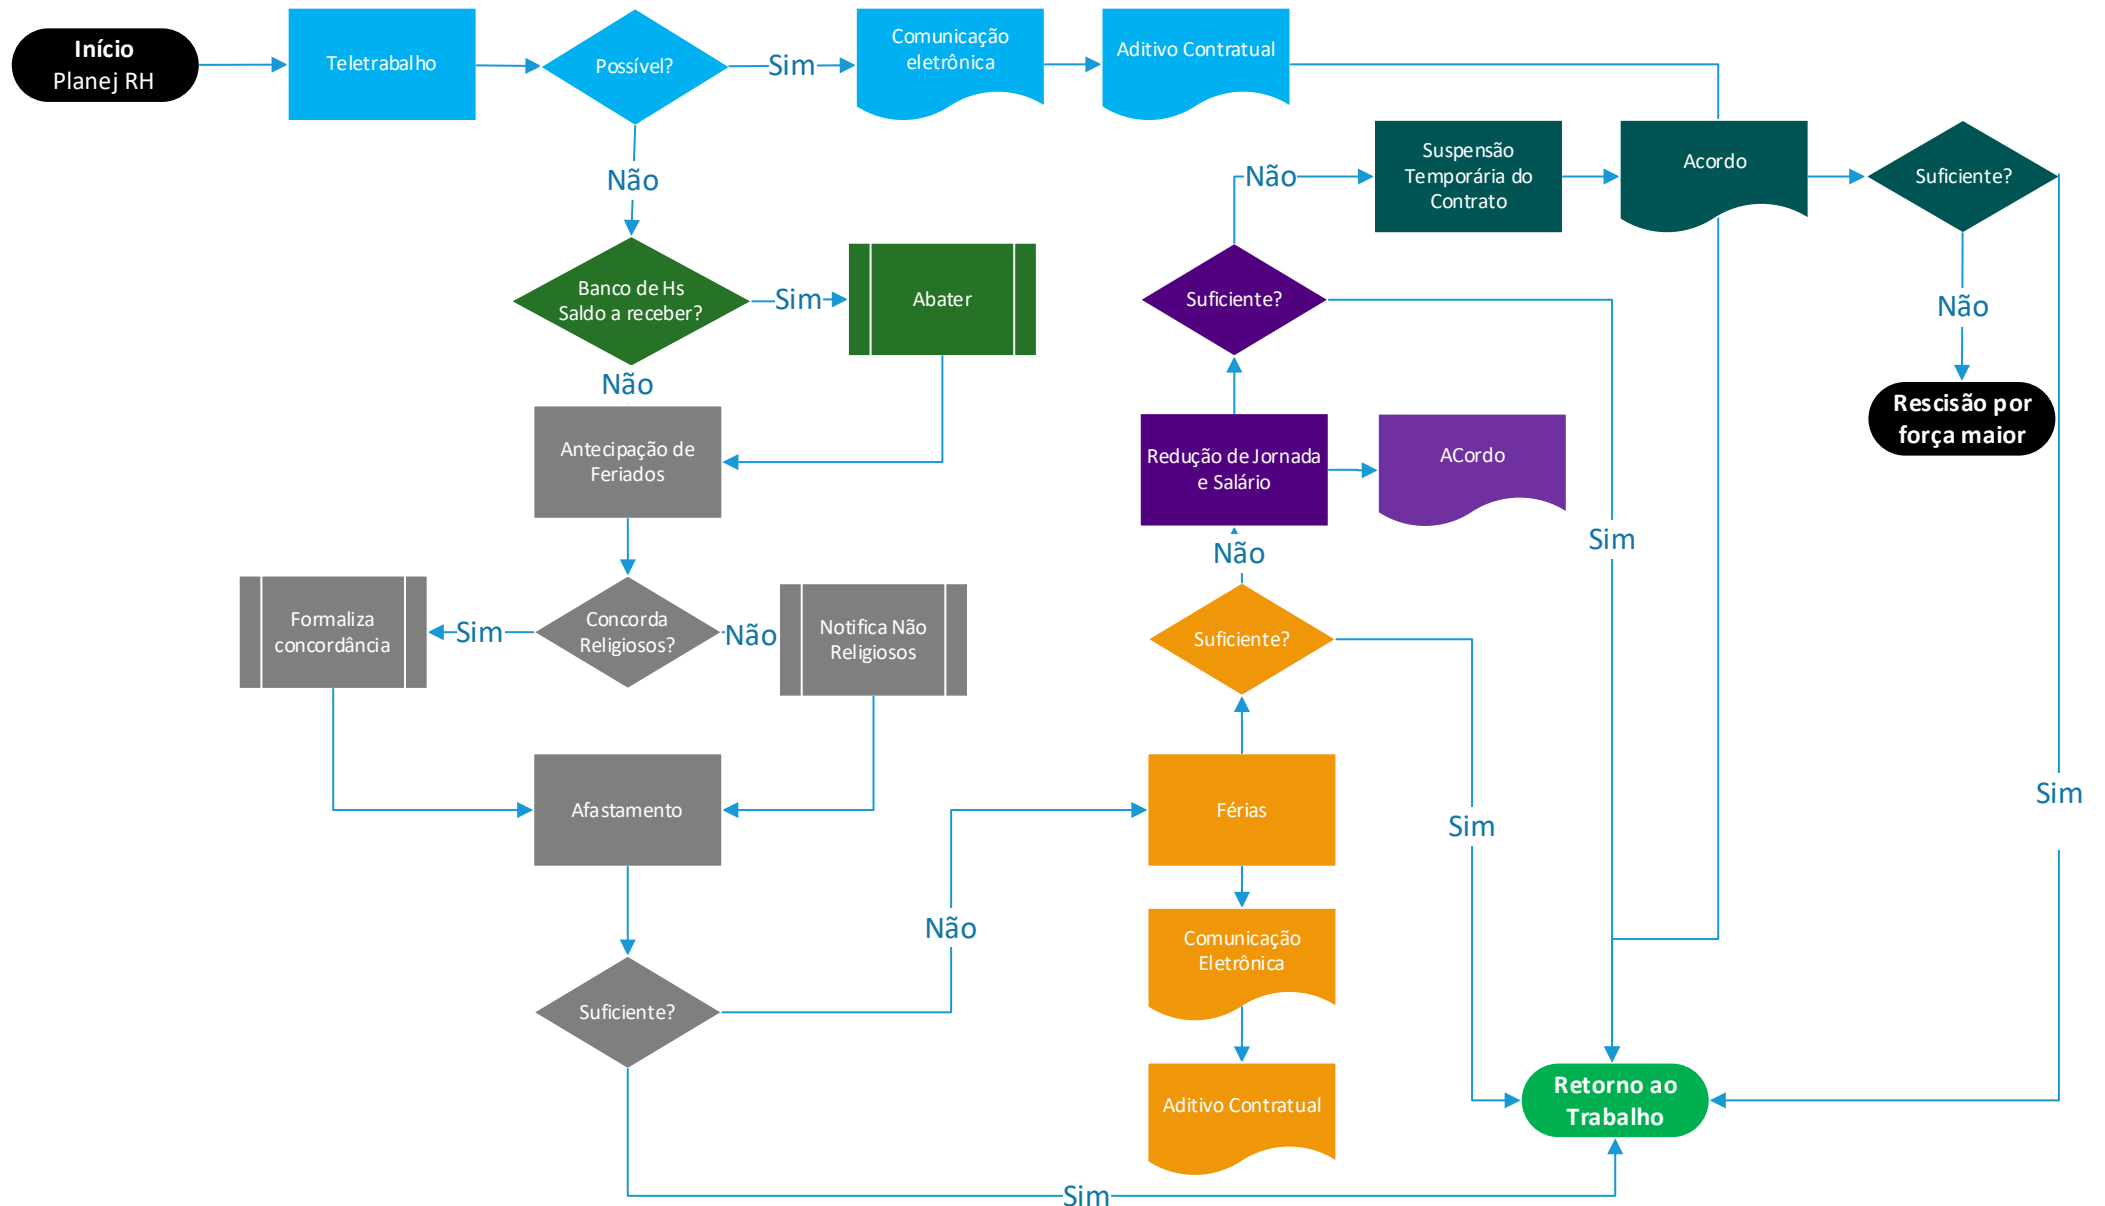 Início
Planej RH
Teletrabalho
Possível?
Sim
Comunicação
eletrônica
Aditivo Contratual
Não
Suspensão
Temporária do
Contrato
Acordo
Suficiente?
Não
Banco de Hs
Saldo a receber?
Sim
Abater
Suficiente?
Não
Rescisão por
força maior
Não
Antecipação de
Feriados
Redução de Jornada
e Salário
ACordo
Sim
Não
Formaliza
concordância
Sim
Concorda
Religiosos?
Não
Notifica Não
Religiosos
Suficiente?
Afastamento
Férias
Sim
Sim
Não
Comunicação
Eletrônica
Suficiente?
Aditivo Contratual
Retorno ao
Trabalho
Sim